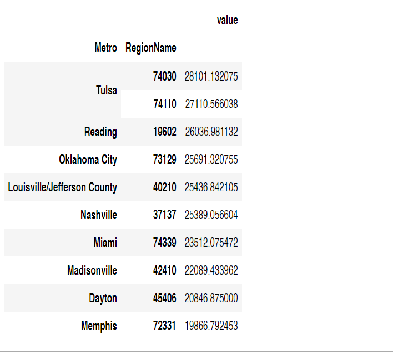 value
Metro RegionName
Tulsa 74030 28101.132075
74110 27110.566038
Reading 19602 26036.981132
Oklahoma City 73129 25691.320755
Louisville/Jefferson County 40210 25436.842105
Nashville 37137 25389.056604
Miami 74339 23512.075472
Madisonville 42410 22089.433962
Dayton 45406 20846.875000
Memphis 72331 19866.792453